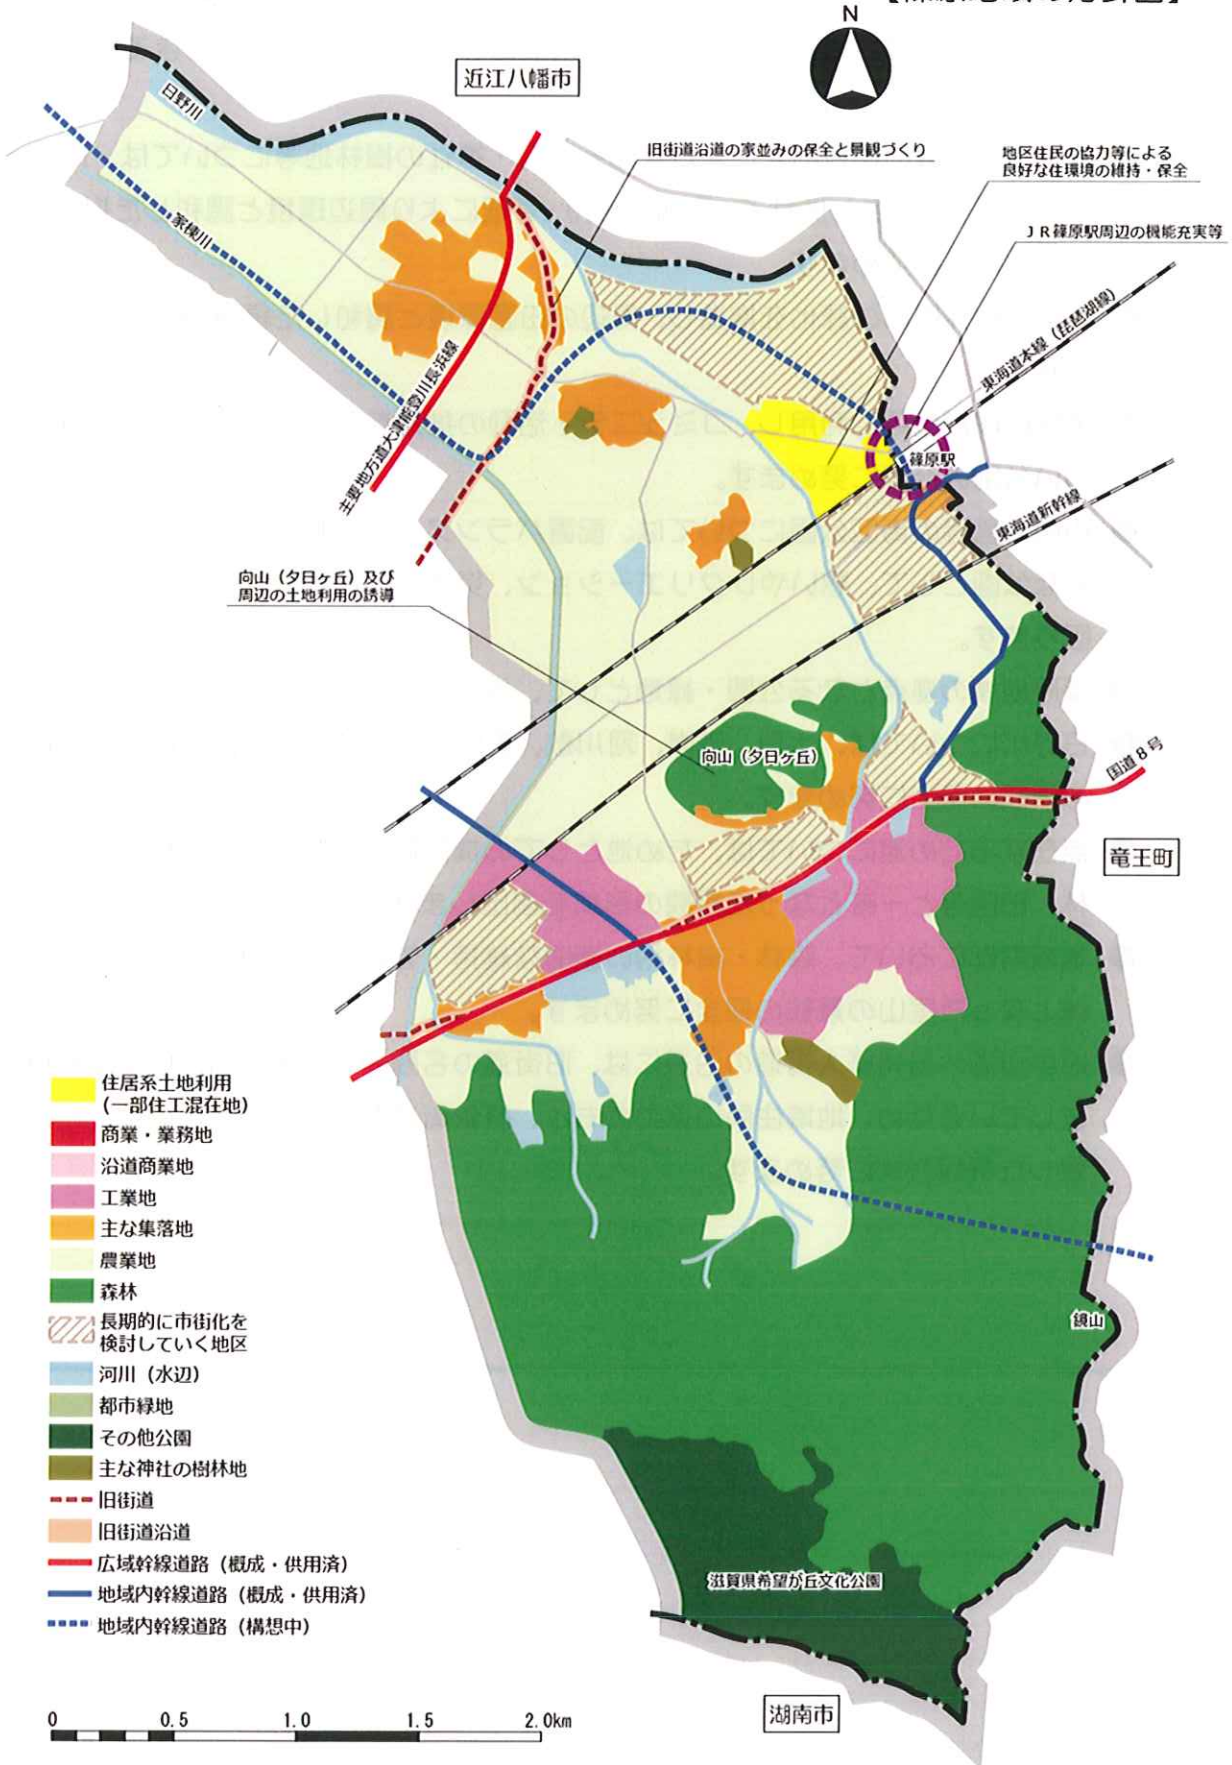 N
近江八幡市
日野川
旧街道沿道の家並みの保全と景観づくり
地区住民の協力等による
良好な住環境の維持・保全
JR篠原駅周辺の機能充実等
家棟川
東海道本線(琵琶湖線)
主要地方道大津能登川長浜線
篠原駅
東海道新幹線
向山(夕日ヶ丘)及び
周辺の土地利用の誘導
向山(夕日ヶ丘)
国道8号
竜王町
住居系土地利用
(一部住工混在地)
商業・業務地
沿道商業地
工業地
主な集落地
農業地
森林
長期的に市街化を
検討していく地区
河川(水辺)
都市緑地
その他公園
主な神社の樹林地
旧街道
旧街道沿道
広域幹線道路(概成・供用済)
地域内幹線道路(概成・供用済)
地域内幹線道路(構想中)
鏡山
滋賀県希望が丘文化公園
湖南市
0 0.5 1.0 1.5 2.0km